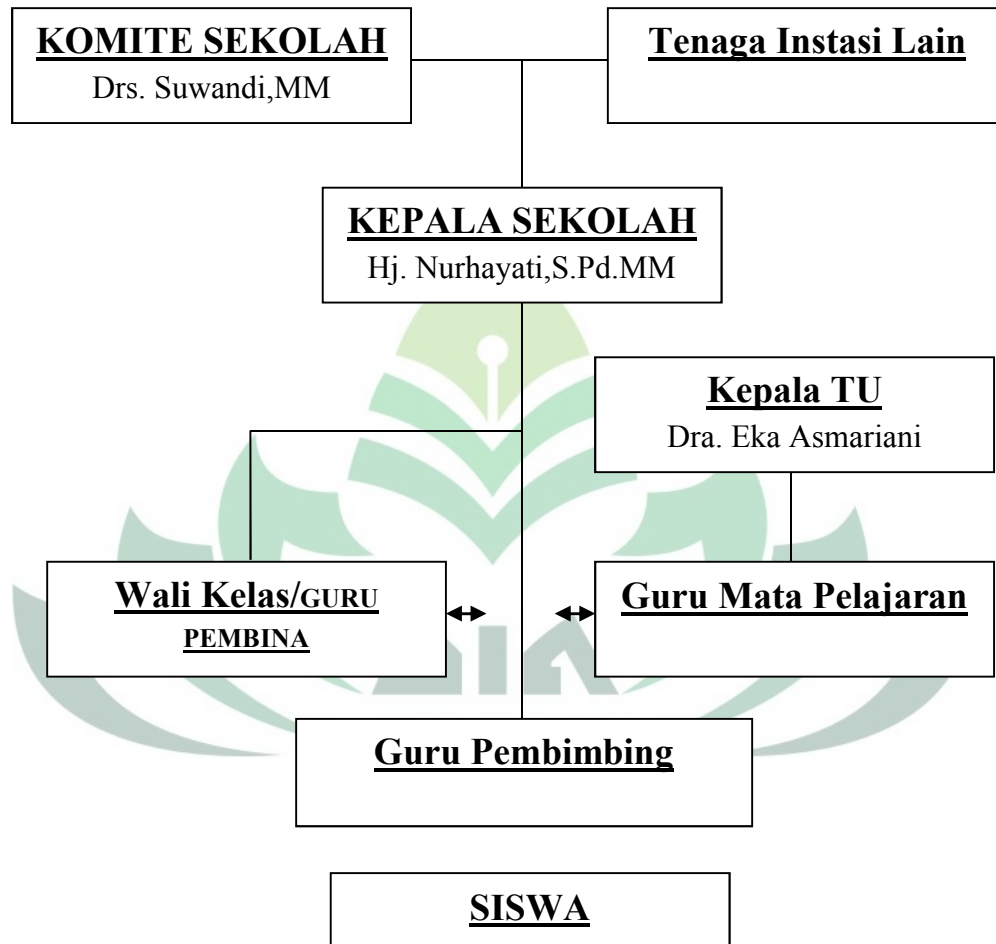 KOMITE SEKOLAH
Drs. Suwandi,MM
Tenaga Instasi Lain
KEPALA SEKOLAH
Hj. Nurhayati,S.Pd.MM
Kepala TU
Dra. Eka Asmariani
Wali Kelas/GURU
PEMBINA
Guru Mata Pelajaran
Guru Pembimbing
SISWA